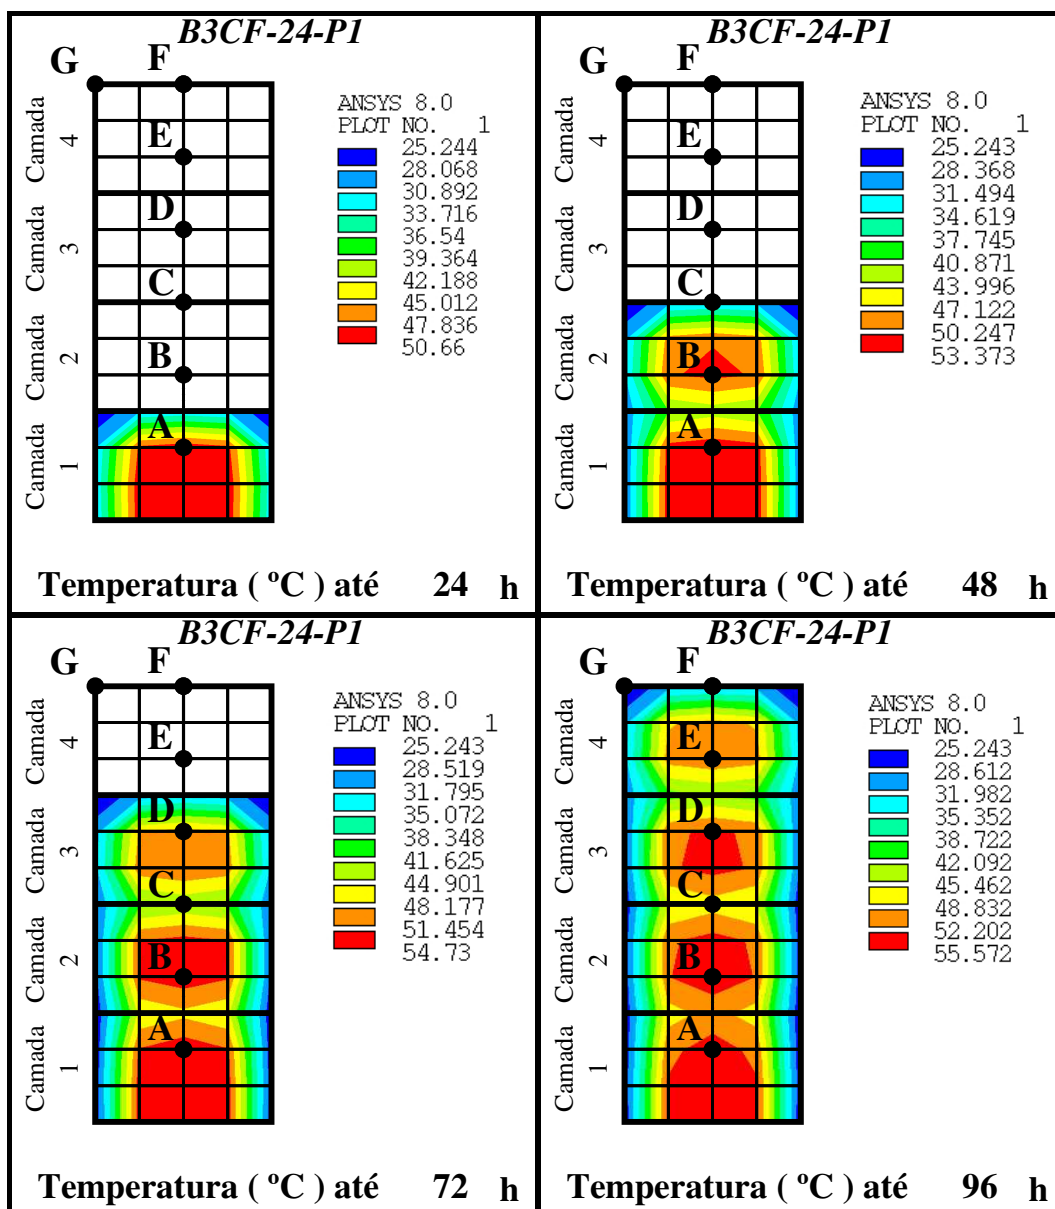 B3CF-24-P1
G F
ANSYS 8.0
PLOT NO. 1
25.244
28.068
30.892
33.716
36.54
39.364
42.188
45.012
47.836
50.66
Camada 4
E
D
Camada 3
C
Camada 2
B
A
Camada 1
Temperatura ( ºC ) até 24 h
B3CF-24-P1
G F
ANSYS 8.0
PLOT NO. 1
25.243
28.368
31.494
34.619
37.745
40.871
43.996
47.122
50.247
53.373
Camada 4
E
D
Camada 3
C
Camada 2
B
A
Camada 1
Temperatura ( ºC ) até 48 h
B3CF-24-P1
G F
ANSYS 8.0
PLOT NO. 1
25.243
28.519
31.795
35.072
38.348
41.625
44.901
48.177
51.454
54.73
Camada 4
E
D
Camada 3
C
Camada 2
B
A
Camada 1
Temperatura ( ºC ) até 72 h
B3CF-24-P1
G F
ANSYS 8.0
PLOT NO. 1
25.243
28.612
31.982
35.352
38.722
42.092
45.462
48.832
52.202
55.572
Camada 4
E
D
Camada 3
C
Camada 2
B
A
Camada 1
Temperatura ( ºC ) até 96 h